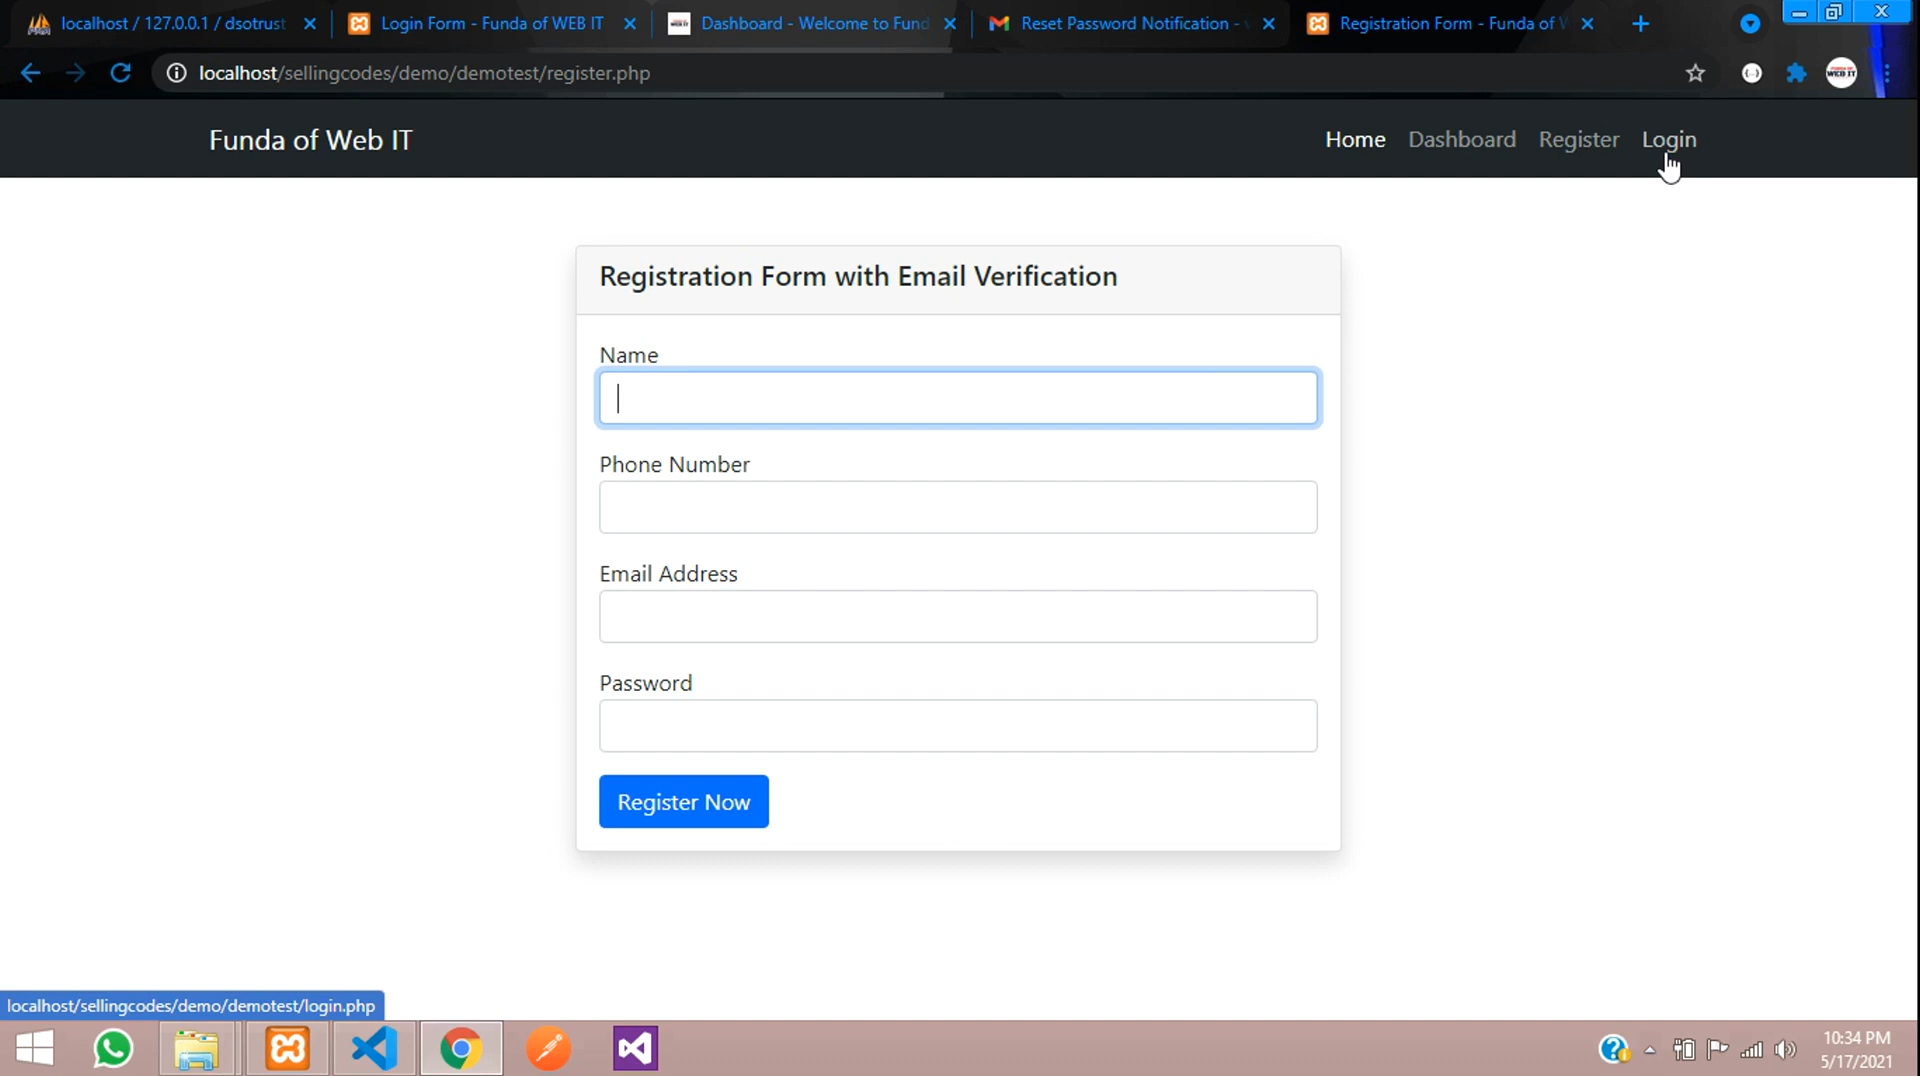 localhost / 127.0.0.1 / dsotrust
Login Form - Funda of WEB IT
Dashboard - Welcome to Fund
Reset Password Notification -
Registration Form - Funda of
localhost/sellingcodes/demo/demotest/register.php
WEB IT
Funda of Web IT
Home
Dashboard
Register
Login
Registration Form with Email Verification
Name
Phone Number
Email Address
Password
Register Now
localhost/sellingcodes/demo/demotest/login.php
10:34 PM
5/17/2021